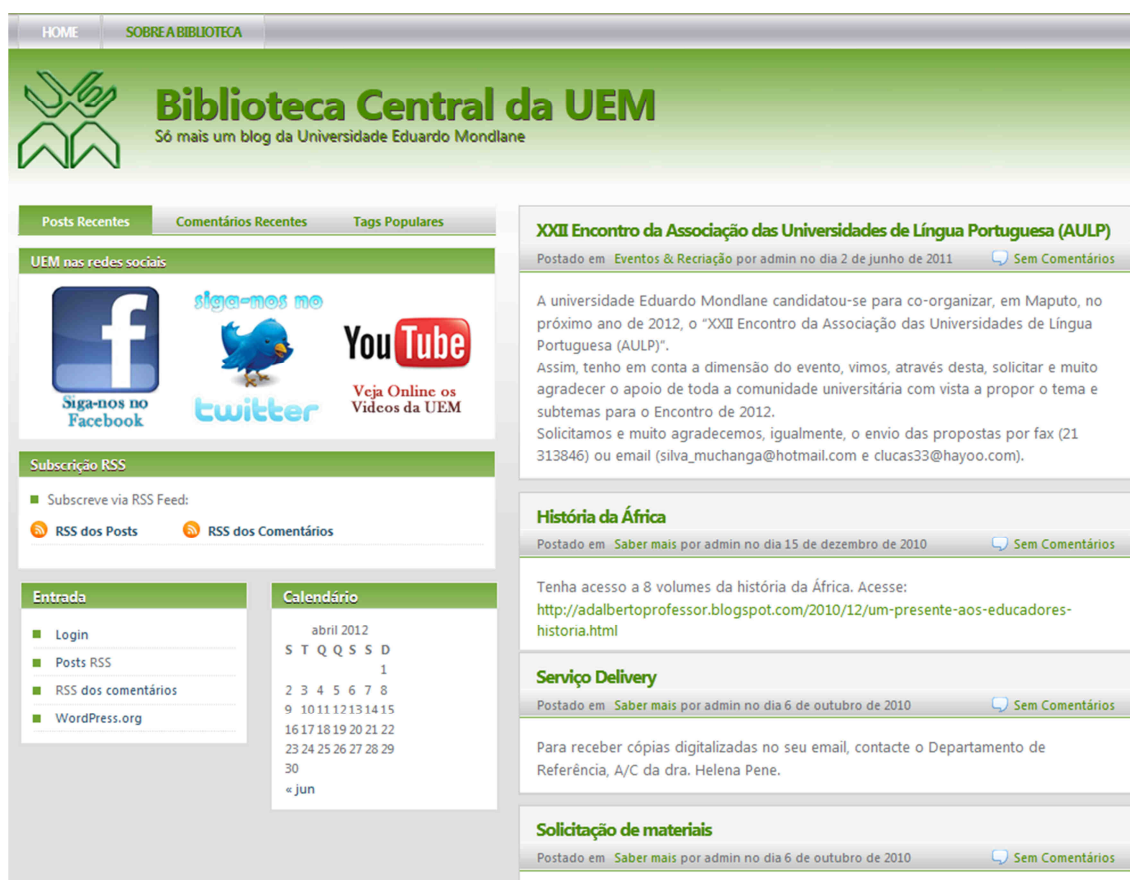 HOME SOBRE A BIBLIOTECA
Biblioteca Central da UEM
Só mais um blog da Universidade Eduardo Mondlane
Posts Recentes Comentários Recentes Tags Populares
UEM nas redes sociais
Siga-nos no
Facebook
siga-nos no
twitter
You Tube
Veja Online os
Videos da UEM
Subscrição RSS
Subscreve via RSS Feed:
RSS dos Posts RSS dos Comentários
Entrada
Login
Posts RSS
RSS dos comentários
WordPress.org
Calendário
abril 2012
S T Q Q S S D
1
2 3 4 5 6 7 8
9 10 11 12 13 14 15
16 17 18 19 20 21 22
23 24 25 26 27 28 29
30
« jun
XXII Encontro da Associação das Universidades de Língua Portuguesa (AULP)
Postado em Eventos & Recriação por admin no dia 2 de junho de 2011 Sem Comentários
A universidade Eduardo Mondlane candidatou-se para co-organizar, em Maputo, no
próximo ano de 2012, o “XXII Encontro da Associação das Universidades de Língua
Portuguesa (AULP)”.
Assim, tenho em conta a dimensão do evento, vimos, através desta, solicitar e muito
agradecer o apoio de toda a comunidade universitária com vista a propor o tema e
subtemas para o Encontro de 2012.
Solicitamos e muito agradecemos, igualmente, o envio das propostas por fax (21
313846) ou email (silva_muchanga@hotmail.com e clucas33@hayoo.com).
História da África
Postado em Saber mais por admin no dia 15 de dezembro de 2010 Sem Comentários
Tenha acesso a 8 volumes da história da África. Acesse:
http://adalbertoprofessor.blogspot.com/2010/12/um-presente-aos-educadores-
historia.html
Serviço Delivery
Postado em Saber mais por admin no dia 6 de outubro de 2010 Sem Comentários
Para receber cópias digitalizadas no seu email, contacte o Departamento de
Referência, A/C da dra. Helena Pene.
Solicitação de materiais
Postado em Saber mais por admin no dia 6 de outubro de 2010 Sem Comentários